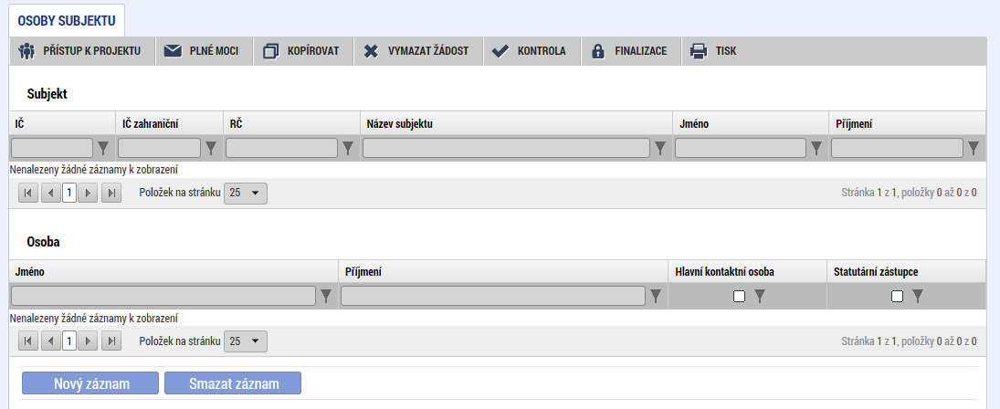 OSOBY SUBJEKTU
PŘÍSTUP K PROJEKTU PLNÉ MOCI KOPÍROVAT VYMAZAT ŽÁDOST KONTROLA FINALIZACE TISK
Subjekt
IČ IČ zahraniční RČ Název subjektu Jméno Příjmení
Nenalezeny žádné záznamy k zobrazení
1 Položek na stránku 25 Stránka 1 z 1, položky 0 až 0 z 0
Osoba
Jméno Příjmení Hlavní kontaktní osoba Statutární zástupce
Nenalezeny žádné záznamy k zobrazení
1 Položek na stránku 25 Stránka 1 z 1, položky 0 až 0 z 0
Nový záznam Smazat záznam